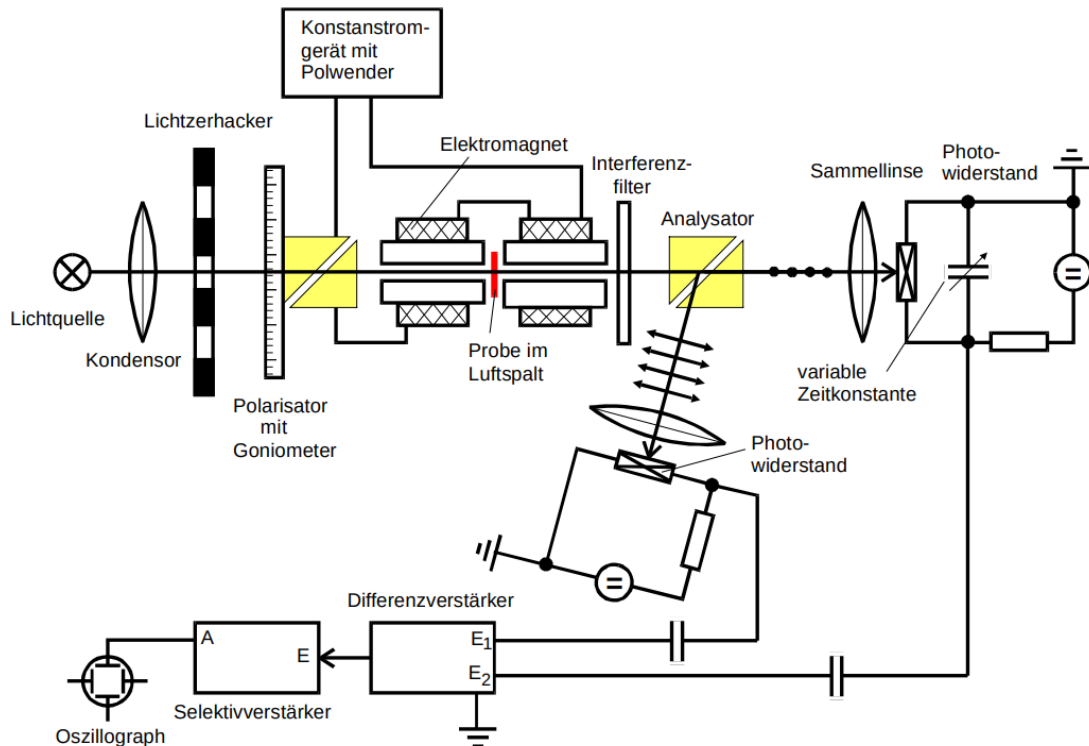 Konstanstrom-
gerät mit
Polwender
Lichtzerhacker
Elektromagnet
Interferenz-
filter
Analysator
Sammellinse
Photo-
widerstand
Lichtquelle
Kondensor
Polarisator
mit
Goniometer
Probe im
Luftspalt
variable
Zeitkonstante
Photo-
widerstand
Differenzverstärker
A
E
E1
E2
Selektivverstärker
Oszillograph